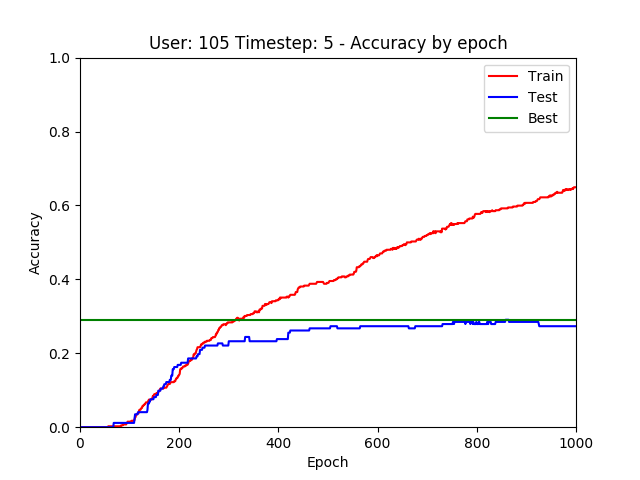 User: 105 Timestep: 5 - Accuracy by epoch
1.0
0.8
0.6
0.4
0.2
0.0
Accuracy
Train
Test
Best
0 200 400 600 800 1000
Epoch